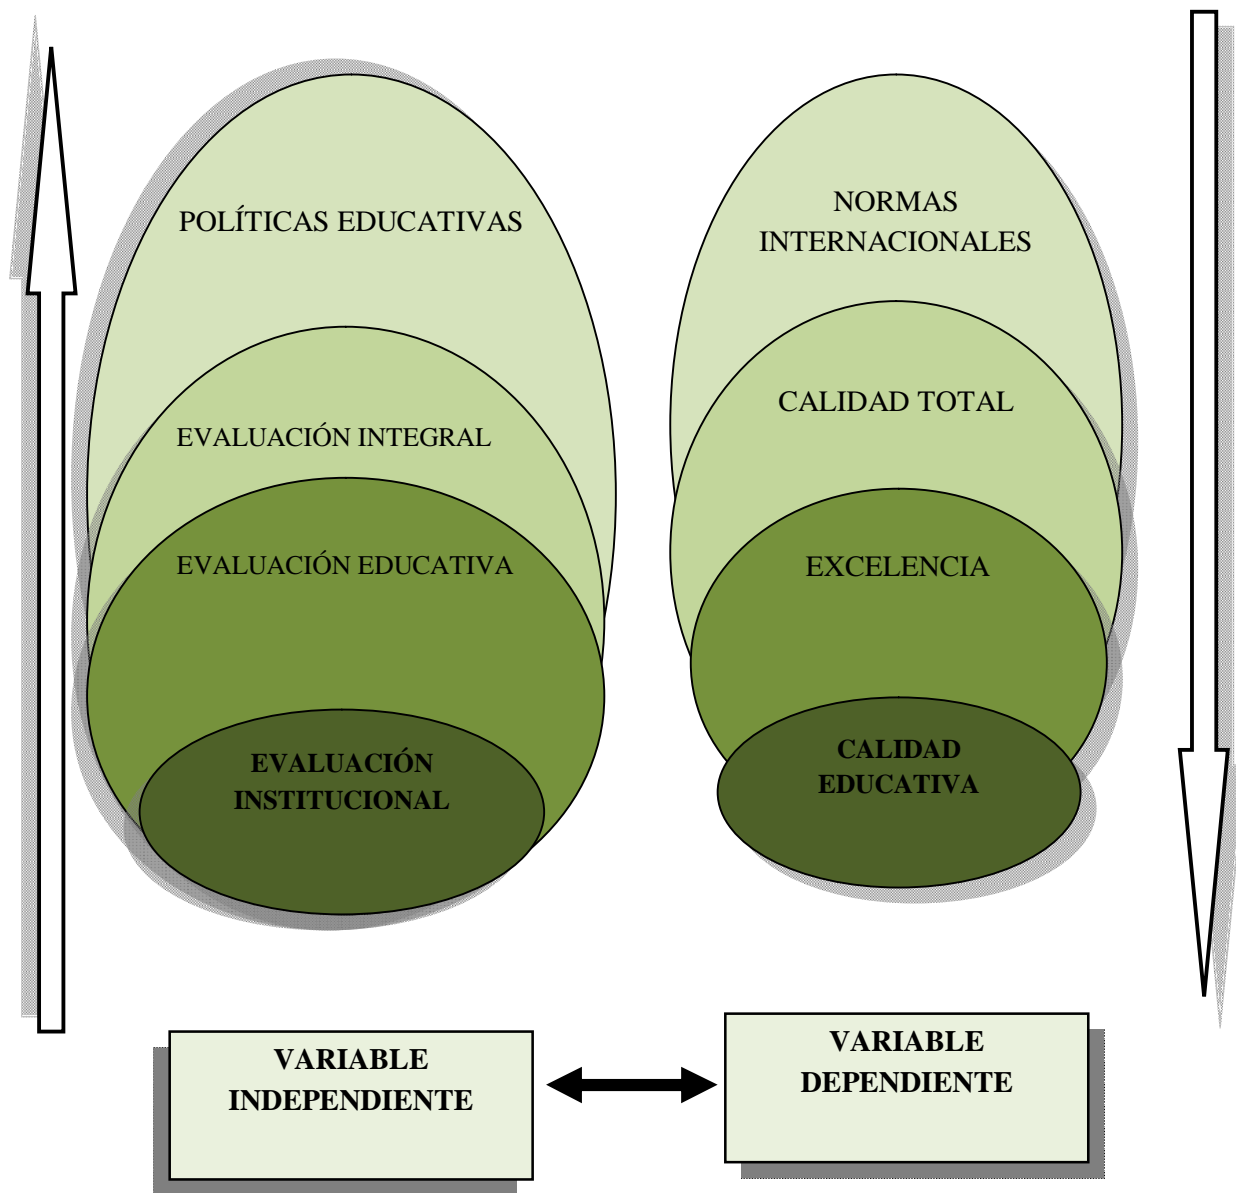 POLÍTICAS EDUCATIVAS
EVALUACIÓN INTEGRAL
EVALUACIÓN EDUCATIVA
EVALUACIÓN
INSTITUCIONAL
NORMAS
INTERNACIONALES
CALIDAD TOTAL
EXCELENCIA
CALIDAD
EDUCATIVA
VARIABLE
INDEPENDIENTE
VARIABLE
DEPENDIENTE